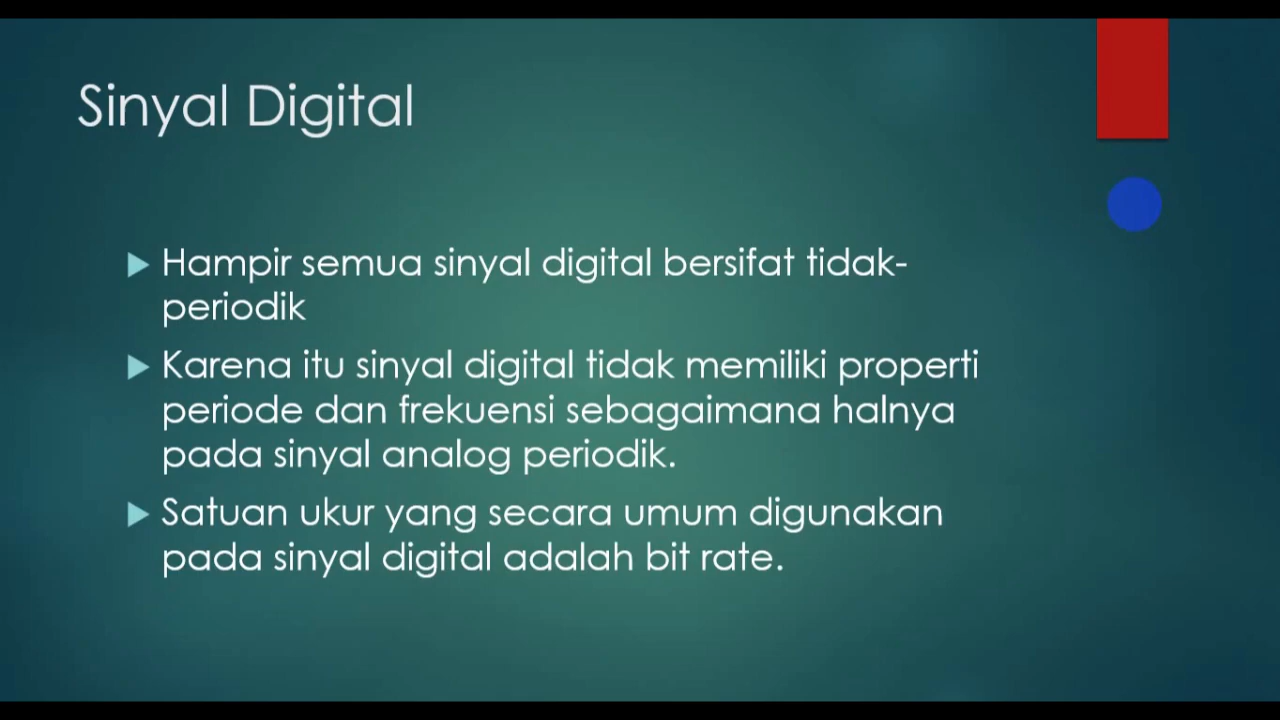 Sinyal Digital
Hampir semua sinyal digital bersifat tidak-
periodik
Karena itu sinyal digital tidak memiliki properti
periode dan frekuensi sebagaimana halnya
pada sinyal analog periodik.
Satuan ukur yang secara umum digunakan
pada sinyal digital adalah bit rate.